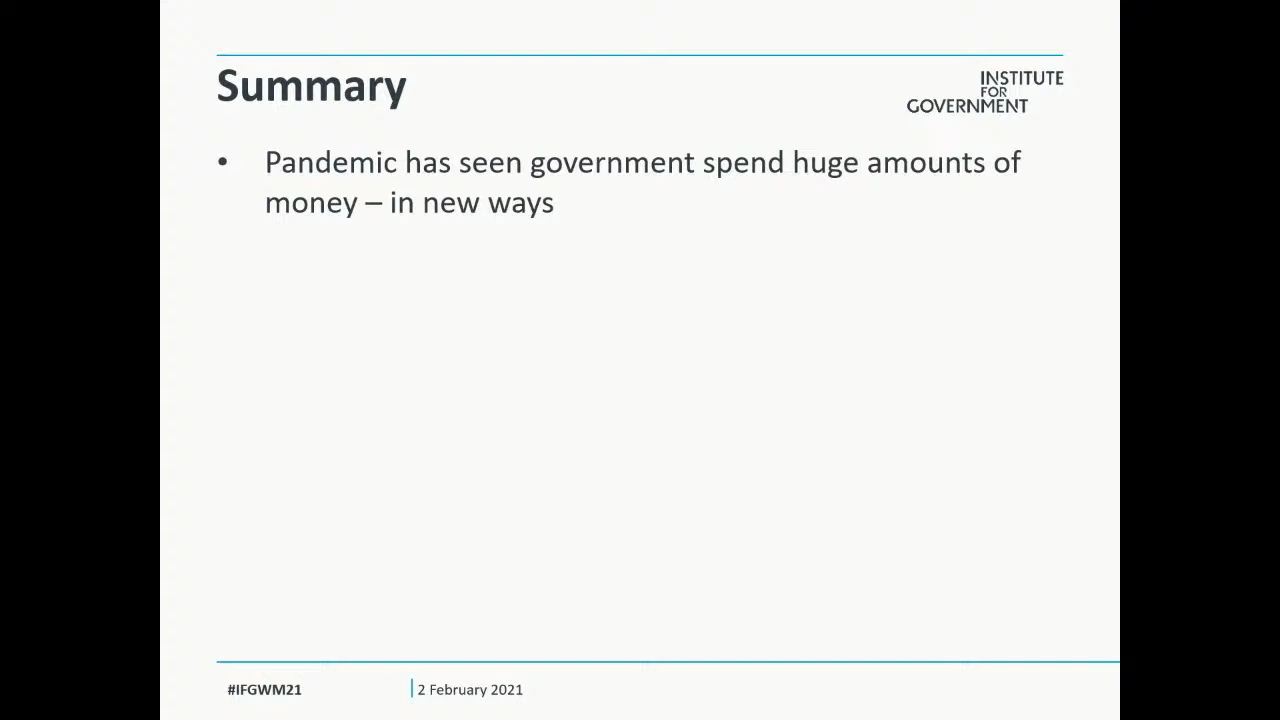 Summary
INSTITUTE
FOR
GOVERNMENT
• Pandemic has seen government spend huge amounts of
money – in new ways
#IFGWM21
2 February 2021